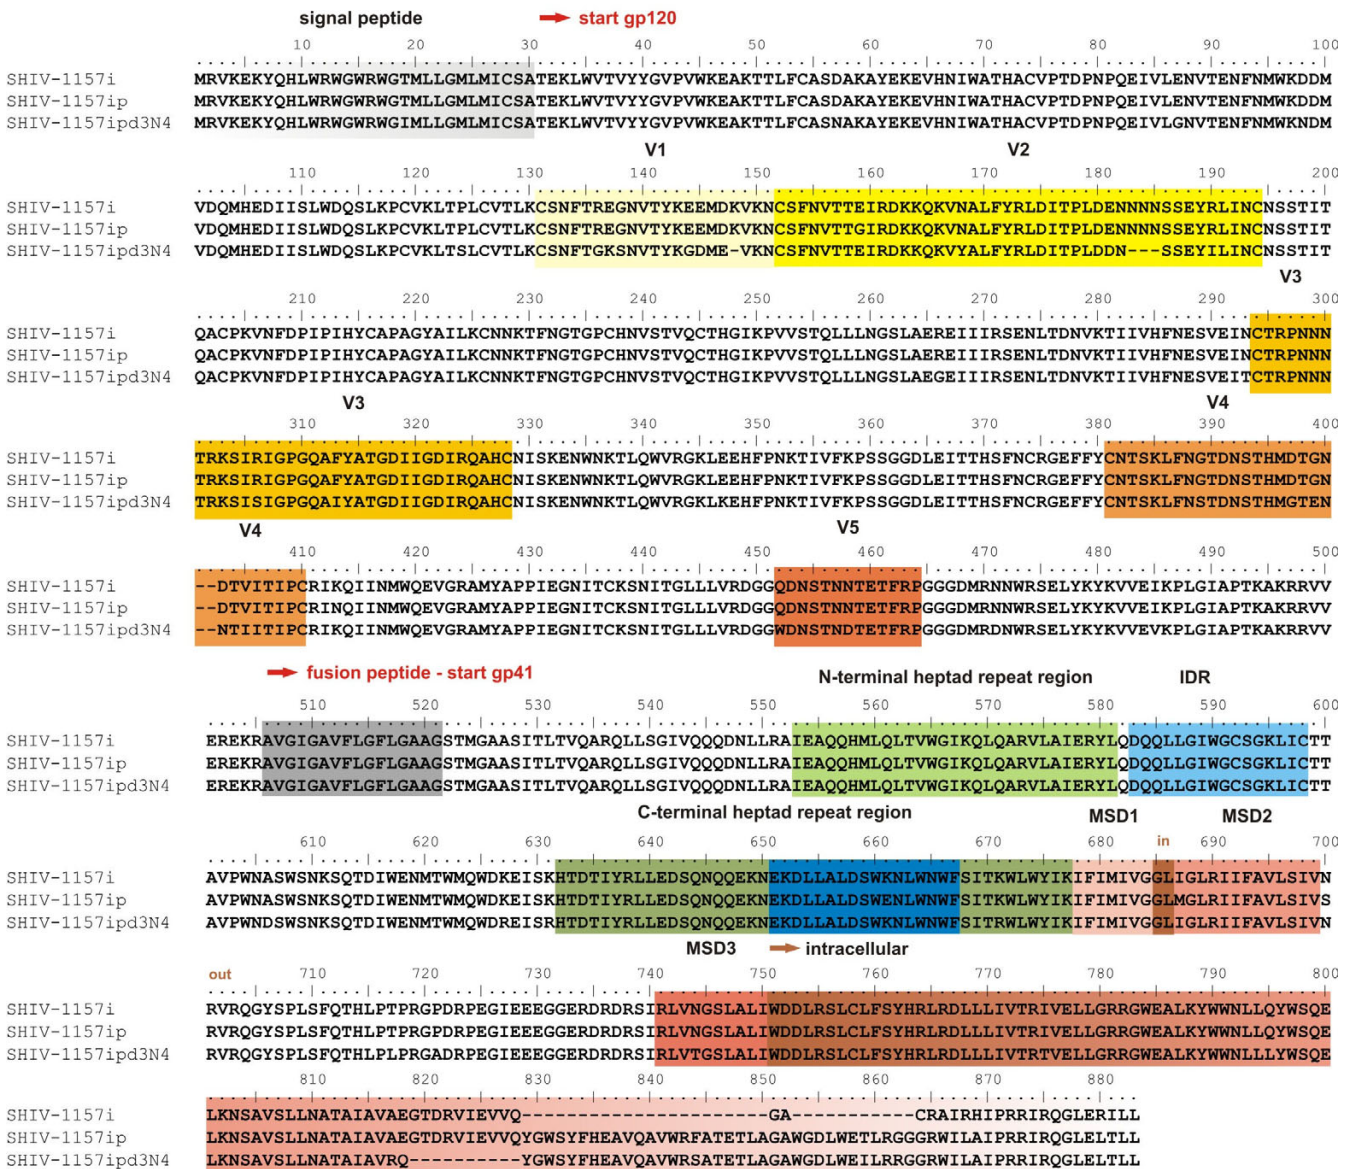 signal peptide → start gp120
10 20 30 40 50 60 70 80 90 100
SHIV-1157i MRVKEKYQHLWRWGWRWGTMLLGMLMICSATEKLWVTVYYGVPVWKEAKTTLFCASDAKAYEKEVHNIWATHACVPTDPNPQEIVLENVTENFNMWKDDM
SHIV-1157ip MRVKEKYQHLWRWGWRWGTMLLGMLMICSATEKLWVTVYYGVPVWKEAKTTLFCASDAKAYEKEVHNIWATHACVPTDPNPQEIVLENVTENFNMWKDDM
SHIV-1157ipd3N4 MRVKEKYQHLWRWGWRWGIMLLGMLMICSATEKLWVTVYYGVPVWKEAKTTLFCASNAKAYEKEVHNIWATHACVPTDPNPQEIVLGNVTENFNMWKNDM
V1 V2
110 120 130 140 150 160 170 180 190 200
SHIV-1157i VDQMHEDIISLWDQSLKPCVKLTPLCVTLKCSNFTREGNVTYKEEMDKVKNCSFNVTTEIRDKKQKVNALFYRLDITPLDENNNNSSEYRLINCNSSTIT
SHIV-1157ip VDQMHEDIISLWDQSLKPCVKLTPLCVTLKCSNFTREGNVTYKEEMDKVKNCSFNVTTGIRDKKQKVNALFYRLDITPLDENNNNSSEYRLINCNSSTIT
SHIV-1157ipd3N4 VDQMHEDIISLWDQSLKPCVKLTSLCVTLKCSNFTGKSNVTYKGDME-VKNCSFNVTTEIRDKKQKVYALFYRLDITPLDDN---SSEYILINCNSSTIT
V3
210 220 230 240 250 260 270 280 290 300
SHIV-1157i QACPKVNFDPIPIHYCAPAGYAILKCNNKTFNGTGPCHNVSTVQCTHGIKPVVSTQLLLNGSLAEREIIIRSENLTDNVKTIIVHFNESVEINCTRPNNN
SHIV-1157ip QACPKVNFDPIPIHYCAPAGYAILKCNNKTFNGTGPCHNVSTVQCTHGIKPVVSTQLLLNGSLAEREIIIRSENLTDNVKTIIVHFNESVEINCTRPNNN
SHIV-1157ipd3N4 QACPKVNFDPIPIHYCAPAGYAILKCNNKTFNGTGPCHNVSTVQCTHGIKPVVSTQLLLNGSLAEGEIIIRSENLTDNVKTIIVHFNESVEITCTRPNNN
V3 V4
310 320 330 340 350 360 370 380 390 400
SHIV-1157i TRKSIRIGPGQAFYATGDIIGDIRQAHCNISKENWNKTLQWVRGKLEEHFPNKTIVFKPSSGGDLEITTHSFNCRGEFFYCNTSKLFNGTDNSTHMDTGN
SHIV-1157ip TRKSIRIGPGQAFYATGDIIGDIRQAHCNISKENWNKTLQWVRGKLEEHFPNKTIVFKPSSGGDLEITTHSFNCRGEFFYCNTSKLFNGTDNSTHMDTGN
SHIV-1157ipd3N4 TRKSISIGPGQAIYATGDIIGDIRQAHCNISKENWNKTLQWVRGKLKEHFPNKTIVFKPSSGGDLEITTHSFNCRGEFFYCNTSKLFNSTDNSTHMGTEN
V4 V5
410 420 430 440 450 460 470 480 490 500
SHIV-1157i --DTVITIPCRIKQIINMWQEVGRAMYAPPIEGNITCKSNITGLLLVRDGGQDNSTNNTETFRPGGGDMRNNWRSELYKYKVVEIKPLGIAPTKAKRRVV
SHIV-1157ip --DTVITIPCRINQIINMWQEVGRAMYAPPIEGNITCKSNITGLLLVRDGGQDNSTNNTETFRPGGGDMRNNWRSELYKYKVVEIKPLGIAPTKAKRRVV
SHIV-1157ipd3N4 --NTIITIPCRIKQIINMWQEVGRAMYAPPIEGNITCKSNITGLLLVRDGGWDNSTNDTETFRPGGGDMRDNWRSELYKYKVVEVKPLGIAPTKAKRRVV
→ fusion peptide - start gp41 N-terminal heptad repeat region IDR
510 520 530 540 550 560 570 580 590 600
SHIV-1157i EREKRAVGIGAVFLGFLGAAGSTMGAASITLTVQARQLLSGIVQQQDNLLRAIEAQQHMLQLTVWGIKQLQARVLAIERYLQDQQLLGIWGCSGKLICTT
SHIV-1157ip EREKRAVGIGAVFLGFLGAAGSTMGAASITLTVQARQLLSGIVQQQDNLLRAIEAQQHMLQLTVWGIKQLQARVLAIERYLQDQQLLGIWGCSGKLICTT
SHIV-1157ipd3N4 EREKRAVGIGAVFLGFLGAAGSTMGAASITLTVQARQLLSGIVQQQDNLLRAIEAQQHMLQLTVWGIKQLQARVLAIERYLQDQQLLGIWGCSGKLICTT
C-terminal heptad repeat region MSD1 MSD2
610 620 630 640 650 660 670 680 in 690 700
SHIV-1157i AVPWNASWSNKSQTDIWENMTWMQWDKEISKHTDTIYRLLEDSQNQQEKNEKDLLALDSWKNLWNWFSITKWLWYIKIFIMIVGGLIGLRIIFAVLSIVN
SHIV-1157ip AVPWNASWSNKSQTDIWENMTWMQWDKEISKHTDTIYRLLEDSQNQQEKNEKDLLALDSWENLWNWFSITKWLWYIKIFIMIVGGLIGLRIIFAVLSIVS
SHIV-1157ipd3N4 AVPWNDSWSNKSQTDIWENMTWMQWDREISRHTDTIYRLLEDSQNQQEKNEKDLLALDSWKNLWNWFSITRWLWYIKIFIMIVGGLMGLRIIFAVLSIVN
MSD3 → intracellular
out 710 720 730 740 750 760 770 780 790 800
SHIV-1157i RVRQGYSPLSFQTHLPTPRGPDRPEGIEEEGGERDRDRSIRLVNGSLALIWDDLRSLCLFSYHRLRDLLLIVTRIVELLGRRGWEALKYWWNLLQYWSQE
SHIV-1157ip RVRQGYSPLSFQTHLPTPRGPDRPEGIEEEGGERDRDRSIRLVNGSLALIWDDLRSLCLFSYHRLRDLLLIVTRIVELLGRRGWEALKYWWNLLQYWSQE
SHIV-1157ipd3N4 RVRQGYSPLSFQTHLPLPRGADRPEGIEEEGGERDRDRSIRLVTGSLALIWDDLRSLCLFSYHRLRDLLLIVTRTVELLGRRGWEALKYWWNLLLYWSQE
810 820 830 840 850 860 870 880
SHIV-1157i LKNSAVSLLNATAIAVAEGTDRVIEVVQ----------------------GA-----------CRAIRHIPRRIRQGLERILL
SHIV-1157ip LKNSAVSLLNATAIAVAEGTDRVIEVVQYGWSYFHEAVQAVWRFATETLAGAWGDLWETLRGGGRWILAIPRRIRQGLELTLL
SHIV-1157ipd3N4 LKNSAVSLLNATAIAVRQ----------YGWSYFHEAVQAVWRSATETLAGAWGDLWEILRRGGRWILAIPRRIRQGLELTLL